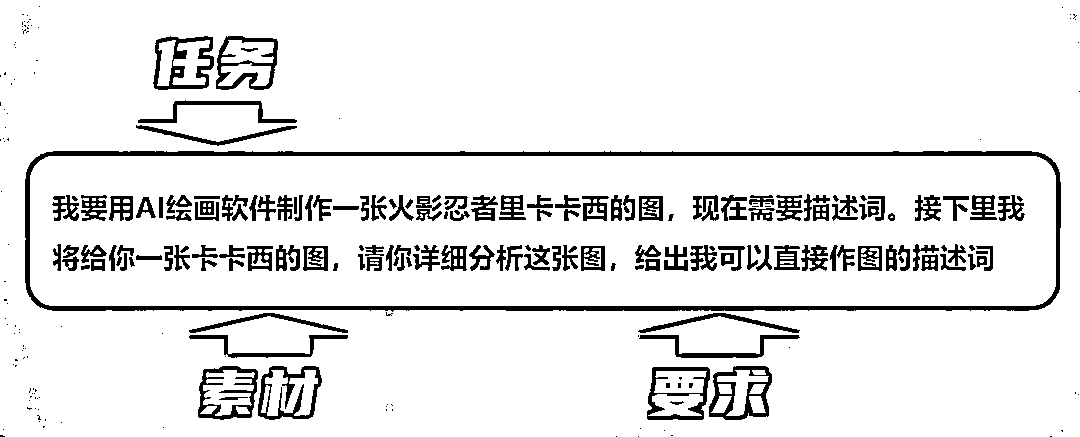 任务
我要用AI绘画软件制作一张火影忍者里卡卡西的图，现在需要描述词。接下里我
将给你一张卡卡西的图，请你详细分析这张图，给出我可以直接作图的描述词
素材
要求